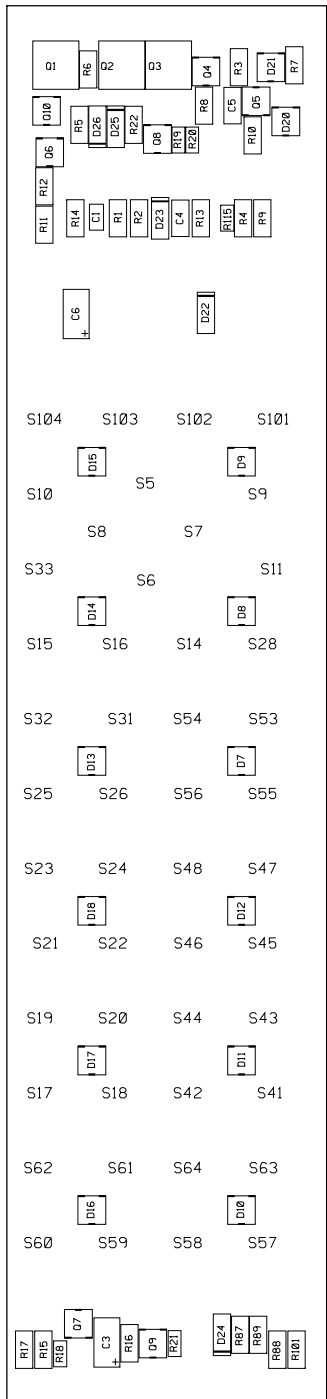 Q1 R6 Q2 Q3 Q4 R3 D21 R7
Q10 R5 D26 D25 R22 Q8 R19 R20 R8 C5 Q5 R10 D20
Q6
R12
R11 R14 C1 R1 R2 D23 C4 R13 R115 R4 R9
C6 + D22
S104 S103 S102 S101
D15 D9
S10 S5 S9
S8 S7
S33 S6 S11
D14 D8
S15 S16 S14 S28
S32 S31 S54 S53
D13 D7
S25 S26 S56 S55
S23 S24 S48 S47
D18 D12
S21 S22 S46 S45
S19 S20 S44 S43
D17 D11
S17 S18 S42 S41
S62 S61 S64 S63
D16 D10
S60 S59 S58 S57
R17 R15 R18 Q7 C3 + R16 Q9 R21 D24 R87 R89 R88 R101